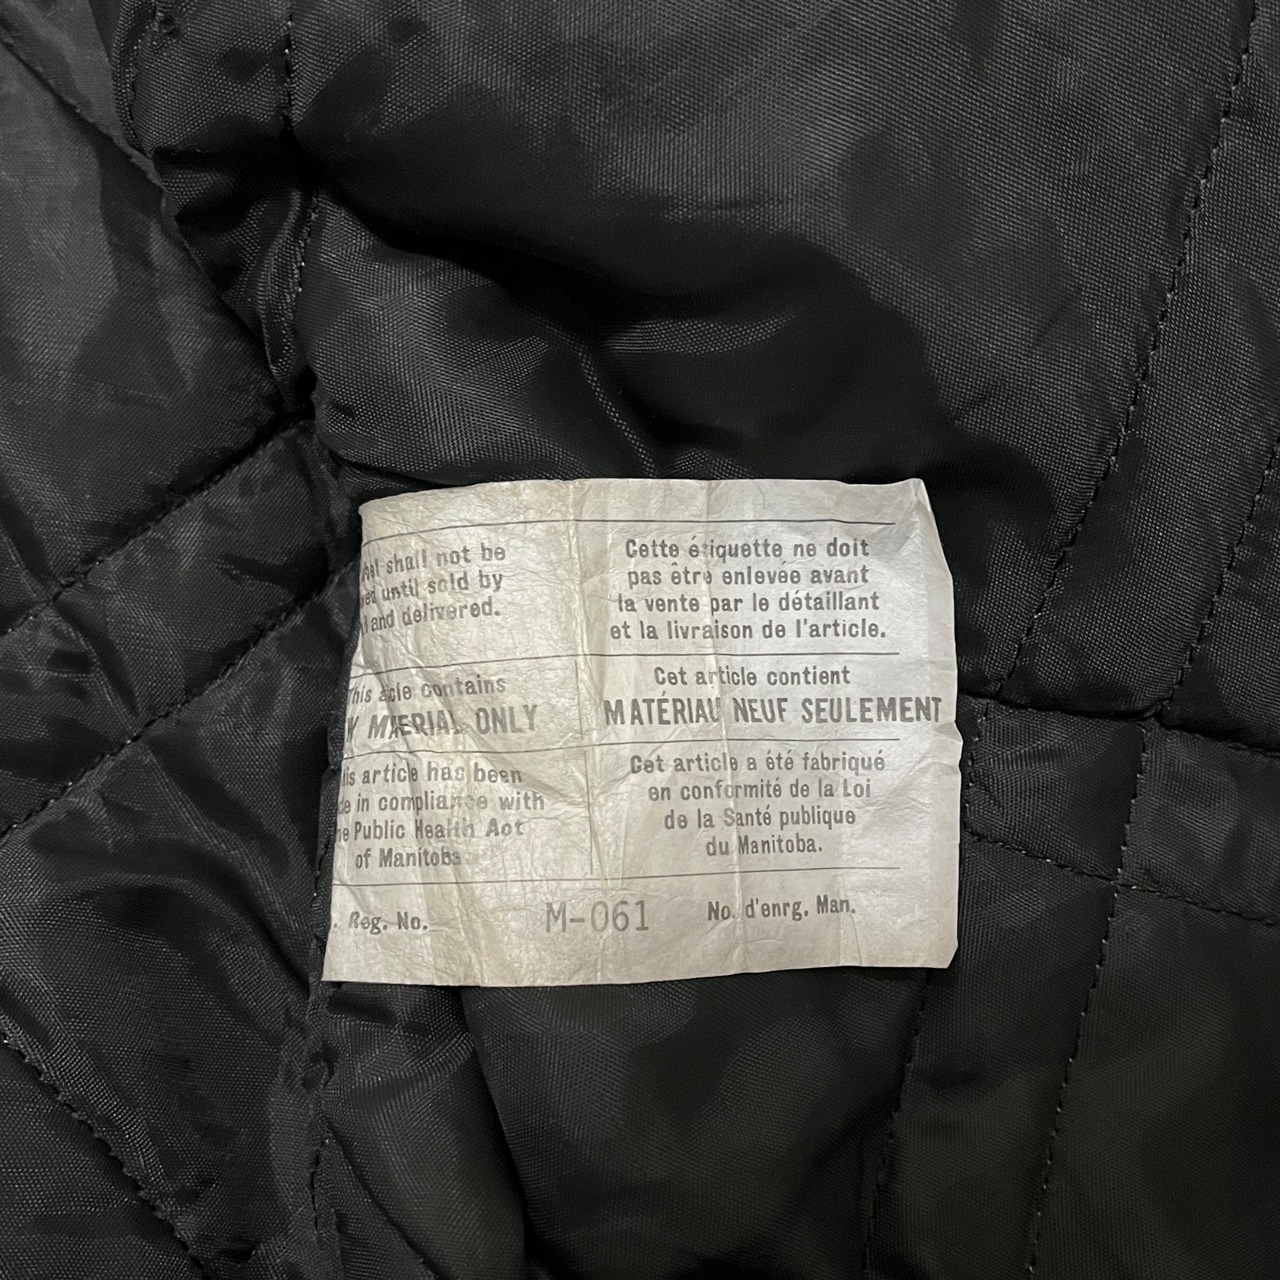 shall not be
until sold by
and delivered.
This contains
ONLY
article has been
in compliance with
Public Health Act
of Manitoba
Reg. No.
M-061
Cette étiquette ne doit
pas être enlevée avant
la vente par le détaillant
et la livraison de l'article.
Cet article contient
MATÉRIAU NEUF SEULEMENT
Cet article a été fabriqué
en conformité de la Loi
de la Santé publique
du Manitoba.
No. d'enrg. Man.